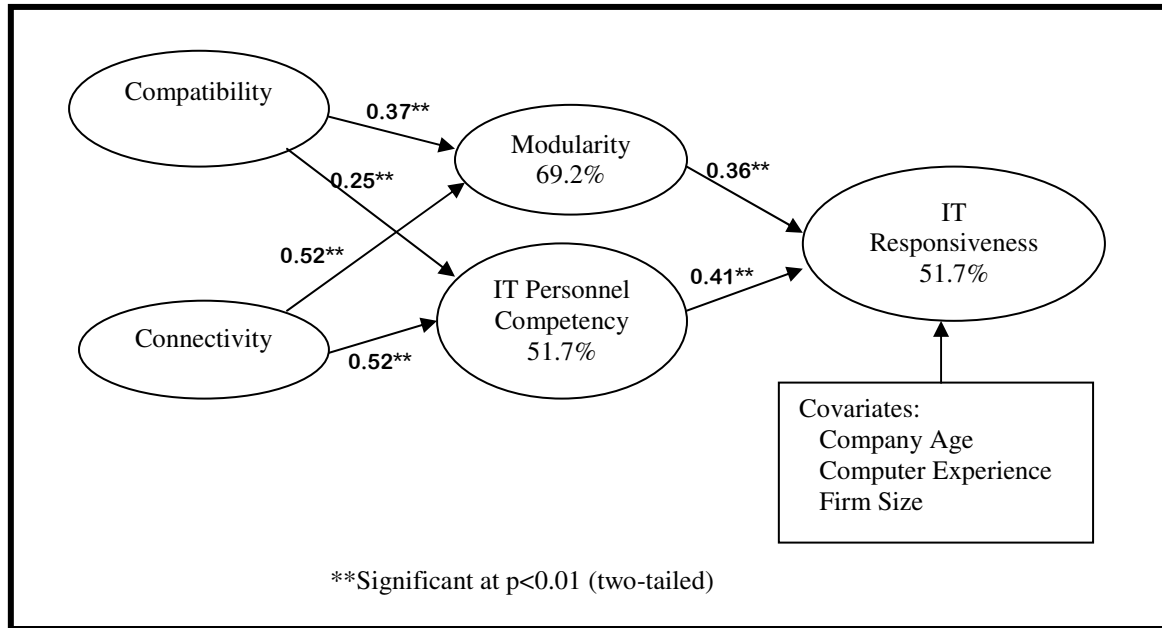 Compatibility
0.37**
Modularity
69.2%
0.25**
0.36**
IT
Responsiveness
51.7%
0.52**
IT Personnel
Competency
51.7%
0.41**
Connectivity
0.52**
Covariates:
Company Age
Computer Experience
Firm Size
**Significant at p<0.01 (two-tailed)